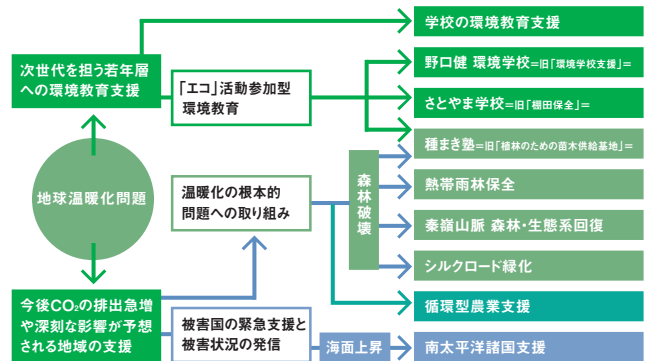 学校の環境教育支援
次世代を担う若年層
への環境教育支援
「エコ」活動参加型
環境教育
野口健 環境学校=旧「環境学校支援」=
さとやま学校=旧「棚田保全」=
種まき塾=旧「植林のための苗木供給基地」=
地球温暖化問題
温暖化の根本的
問題への取り組み
森林破壊
熱帯雨林保全
秦嶺山脈 森林・生態系回復
シルクロード緑化
循環型農業支援
今後CO₂の排出急増
や深刻な影響が予想
される地域の支援
被害国の緊急支援と
被害状況の発信
海面上昇
南太平洋諸国支援